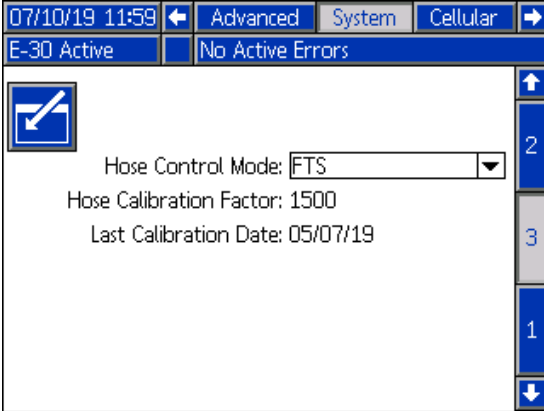 07/10/19 11:59 Advanced System Cellular
E-30 Active No Active Errors
2
Hose Control Mode: FTS
Hose Calibration Factor: 1500
Last Calibration Date: 05/07/19
3
1